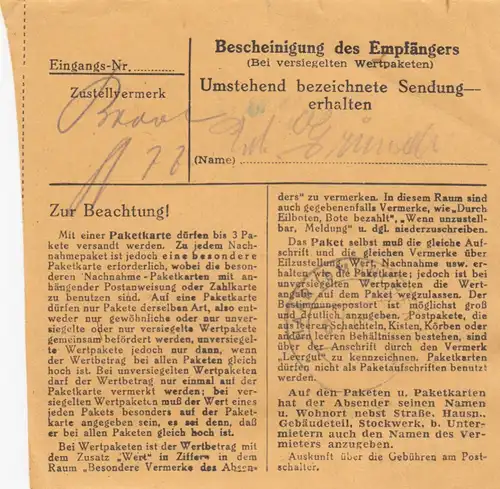 Eingangs-Nr.
Zustellvermerk
Bescheinigung des Empfängers
(Bei versiegelten Wertpaketen)
Umstehend bezeichnete Sendung
erhalten
(Name)
Zur Beachtung!
Mit einer Paketkarte dürfen bis 3 Pa-
kete versandt werden. Zu jedem Nach-
nahmepaket ist jedoch eine besondere
Paketkarte erforderlich, wobei die beson-
deren Nachnahme-Paketkarten mit an-
hängender Postanweisung oder Zahlkarte
zu benutzen sind. Auf eine Paketkarte
dürfen nur Pakete derselben Art, also ent-
weder nur gewöhnliche oder nur unver-
siegelte oder nur versiegelte Wertpakete
gemeinsam befördert werden, unversiegel-
te Wertpakete jedoch nur dann, wenn
der Wertbetrag bei allen Paketen gleich
hoch ist. Bei unversiegelten Wertpaketen
darf der Wertbetrag nur einmal auf der
Paketkarte vermerkt werden; bei ver-
siegelten Wertpaketen muß der Wert eines
jeden Pakets besonders auf der Paket-
karte angegeben sein, es sei denn, daß
er bei allen Paketen gleich hoch ist.
Bei Wertpaketen ist der Wertbetrag mit
dem Zusatz „Wert" in Ziffern in dem
Raum „Besondere Vermerke des Absen-
ders" zu vermerken. In diesem Raum sind
auch gegebenenfalls Vermerke, wie „Durch
Eilboten, Bote bezahlt", „Wenn unzustell-
bar, Meldung" u. dgl. niederzuschreiben.
Das Paket selbst muß die gleiche Auf-
schrift und die gleichen Vermerke über
Eilzustellung, Wert, Nachnahme usw. er-
halten wie die Paketkarte; jedoch ist bei
unversiegelten Wertpaketen die Wert-
angabe auf dem Paket wegzulassen. Der
Bestimmungspostort ist möglichst groß
und deutlich anzugeben. Postpakete, die
aus leeren Schachteln, Kisten, Körben oder
anderen leeren Behältnissen bestehen, sind
über der Anschrift durch den Vermerk
„Leergut" zu kennzeichnen. Paketkarten
dürfen nicht als Paketaufschriften benutzt
werden.
Auf den Paketen u. Paketkarten
hat der Absender seinen Namen
u. Wohnort nebst Straße, Hausn.,
Gebäudeteil, Stockwerk, b. Unter-
mietern auch den Namen des Ver-
mieters anzugeben.
Auskunft über die Gebühren am Post-
schalter.